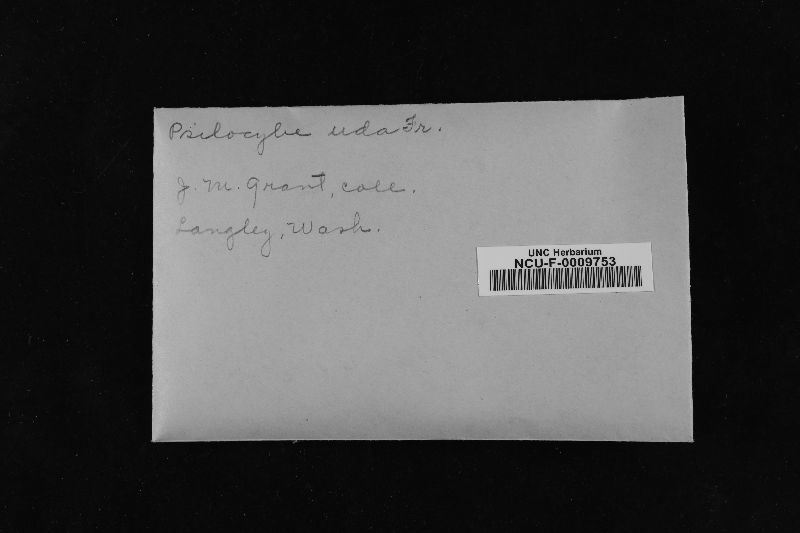 Psilocybe uda Fr.
J. M. Grant, coll.
Langley, Wash.
UNC Herbarium
NCU-F-0009753